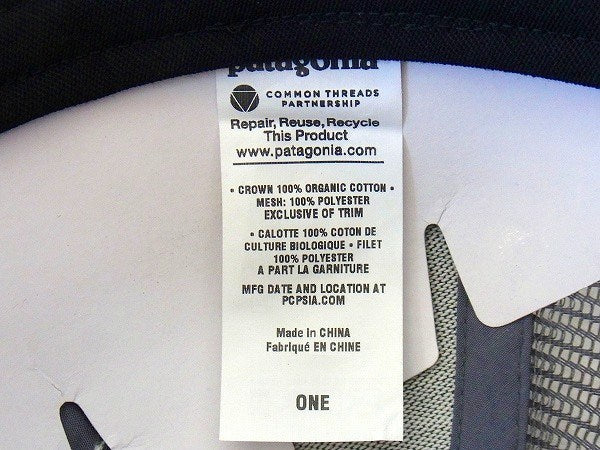 patagonia
COMMON THREADS
PARTNERSHIP
Repair, Reuse, Recycle
This Product
www.patagonia.com
• CROWN 100% ORGANIC COTTON •
MESH: 100% POLYESTER
EXCLUSIVE OF TRIM
• CALOTTE 100% COTON DE
CULTURE BIOLOGIQUE • FILET
100% POLYESTER
A PART LA GARNITURE
MFG DATE AND LOCATION AT
PCPSIA.COM
Made in CHINA
Fabriqué EN CHINE
ONE